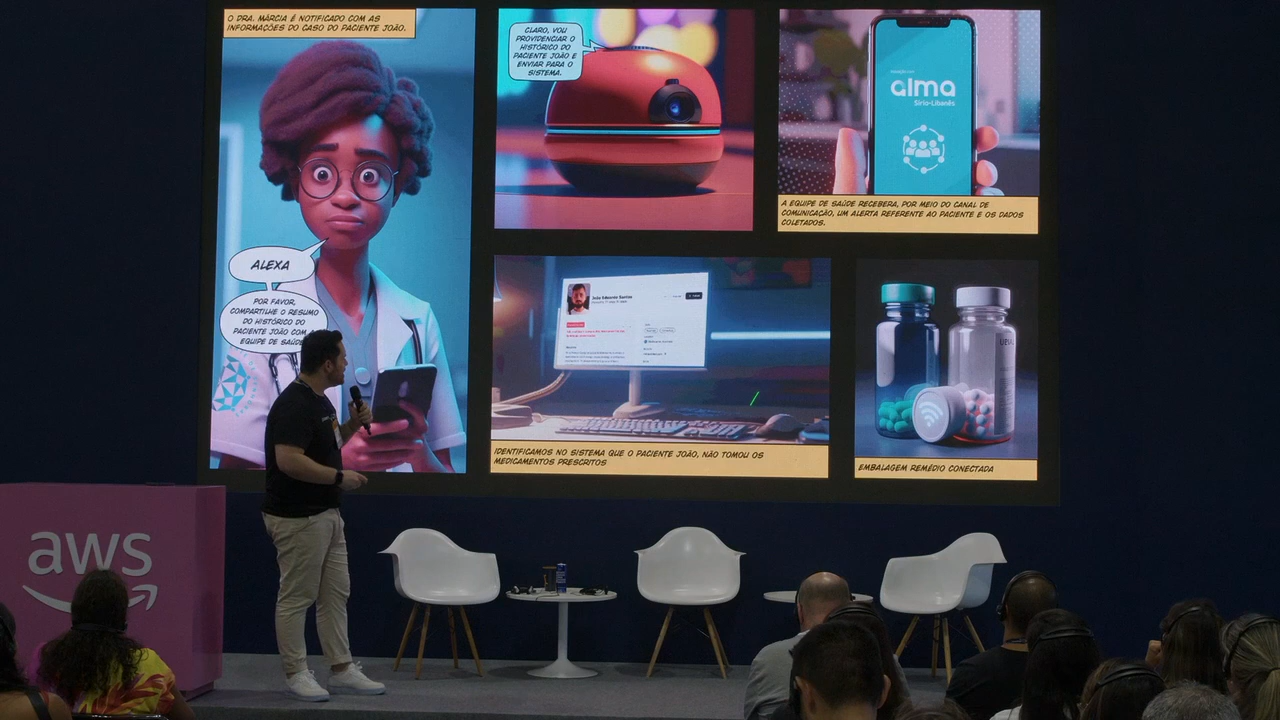 O DRA. MÁRCIA É NOTIFICADO COM AS
INFORMAÇÕES DO CASO DO PACIENTE JOÃO.
ALEXA
POR FAVOR,
COMPARTILHE O RESUMO
DO HISTÓRICO DO
PACIENTE JOÃO COM A
EQUIPE DE SAÚDE
CLARO, VOU
PROVIDENCIAR O
HISTÓRICO DO
PACIENTE JOÃO E
ENVIAR PARA O
SISTEMA.
alma
Sírio-Libanês
A EQUIPE DE SAÚDE RECEBERA, POR MEIO DO CANAL DE
COMUNICAÇÃO, UM ALERTA REFERENTE AO PACIENTE E OS DADOS
COLETADOS.
João Eduardo Santos
IDENTIFICAMOS NO SISTEMA QUE O PACIENTE JOÃO, NÃO TOMOU OS
MEDICAMENTOS PRESCRITOS
EMBALAGEM REMÉDIO CONECTADA
aws